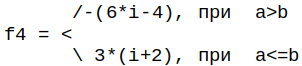 /-(6*i-4), при a>b
f4 = <
\ 3*(i+2), при a<=b